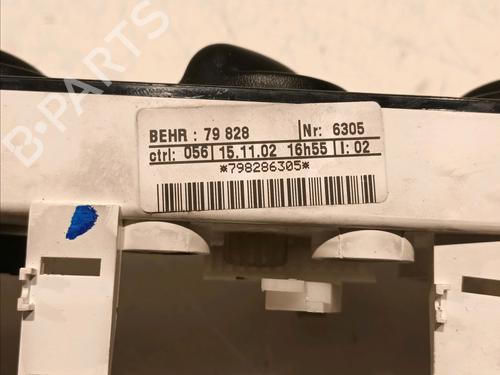 BEHR : 79 828 Nr: 6305
ctrl: 056 15.11.02 16h55 I: 02
*798286305*
B-PARTS